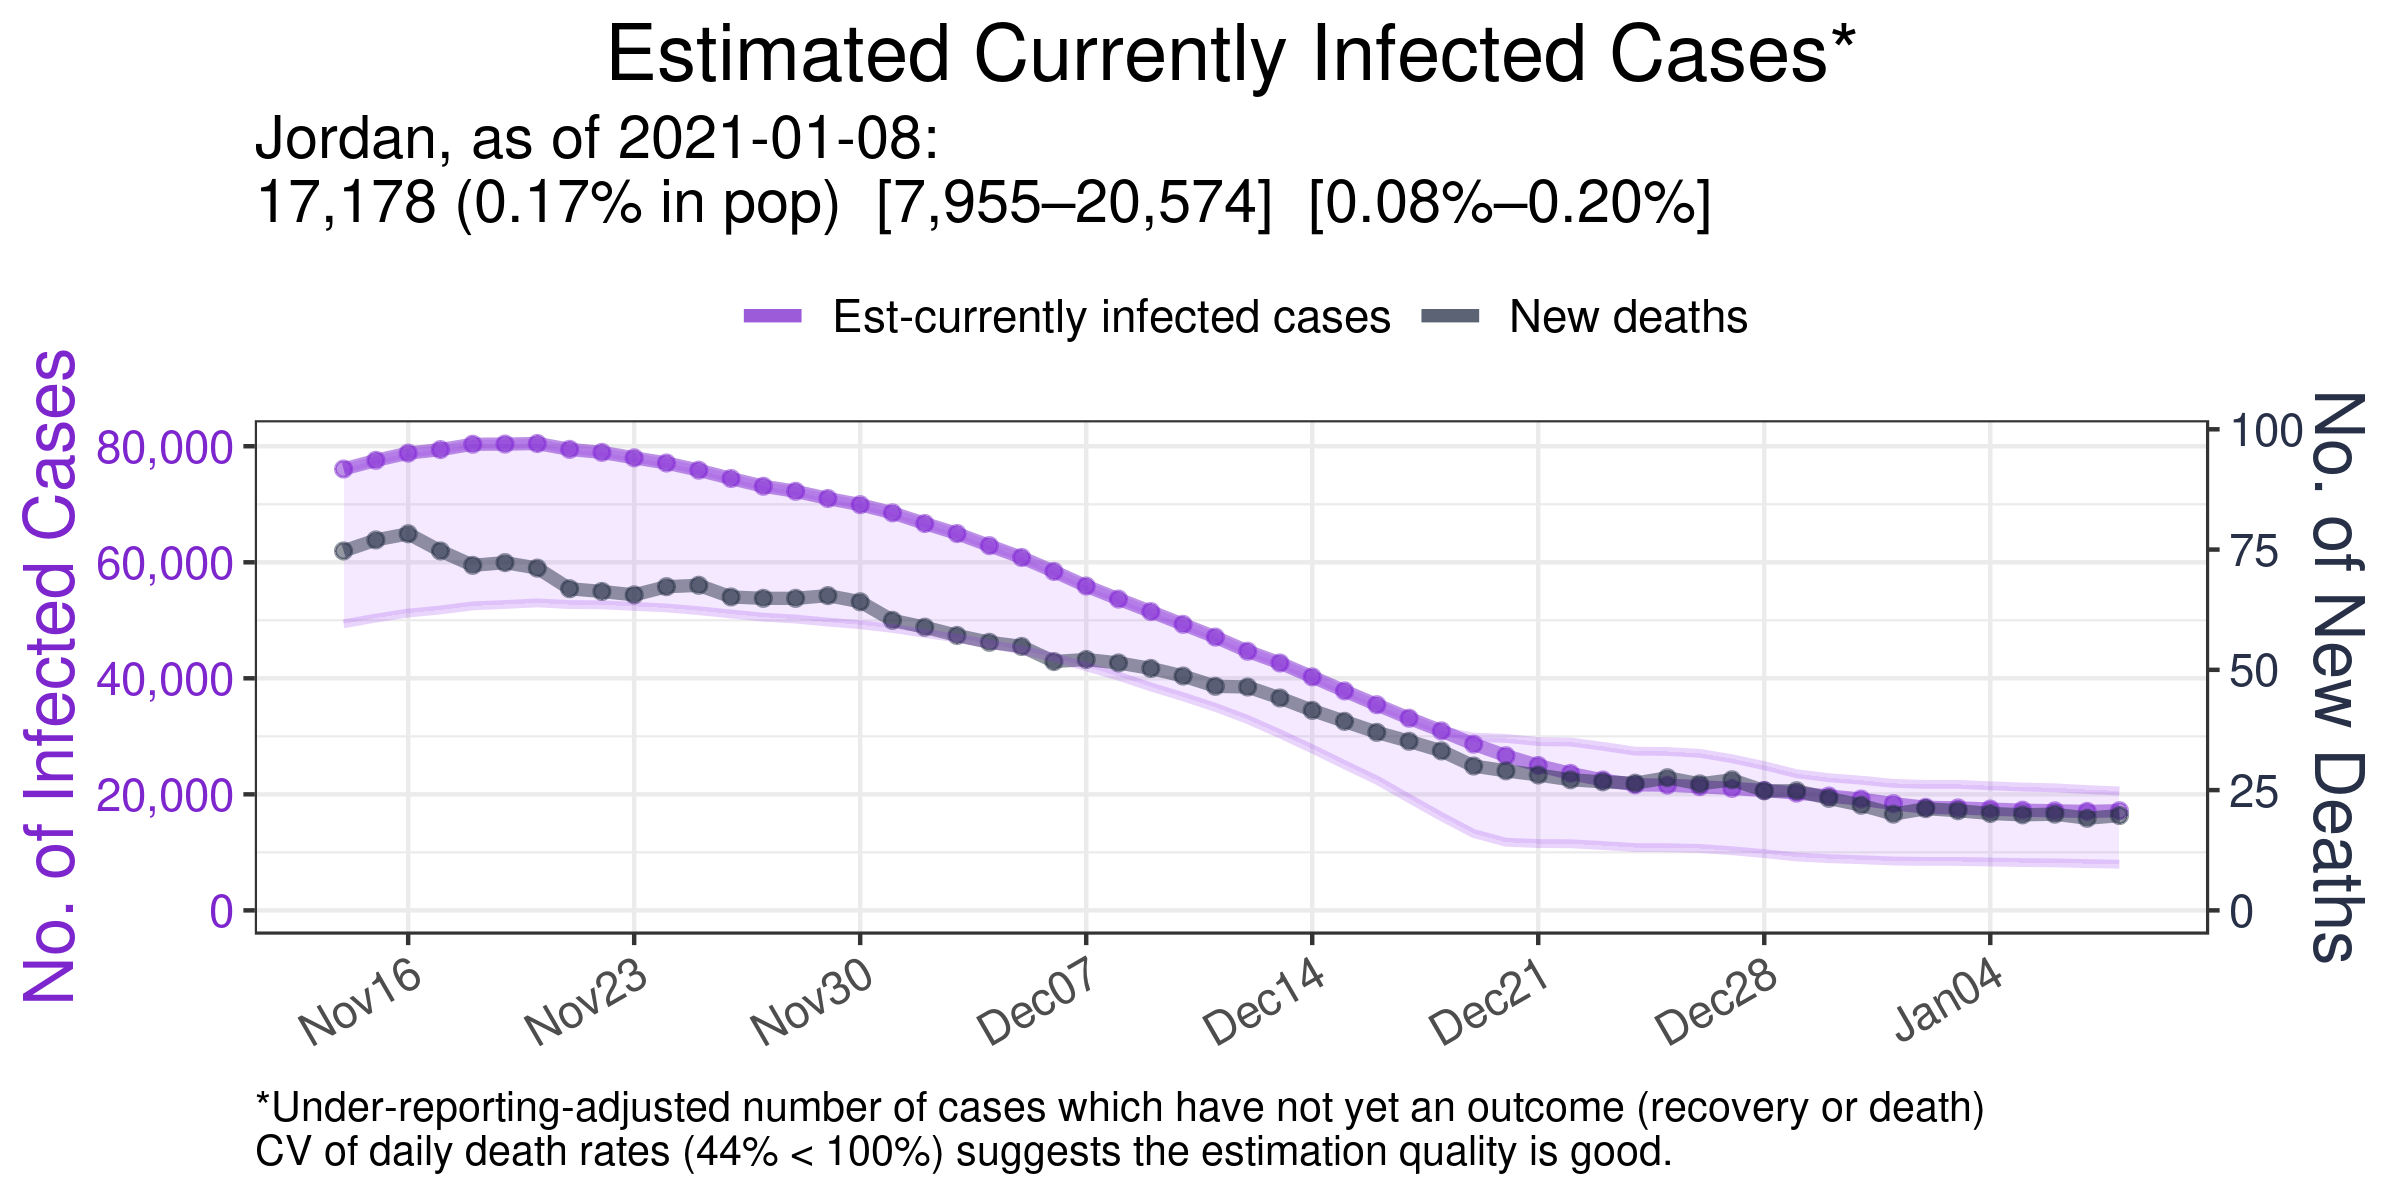 Estimated Currently Infected Cases*
Jordan, as of 2021-01-08:
17,178 (0.17% in pop)  [7,955–20,574]  [0.08%–0.20%]
Est-currently infected cases
New deaths
No. of Infected Cases
80,000
60,000
40,000
20,000
0
100
75
50
25
0
No. of New Deaths
Nov16
Nov23
Nov30
Dec07
Dec14
Dec21
Dec28
Jan04
*Under-reporting-adjusted number of cases which have not yet an outcome (recovery or death)
CV of daily death rates (44% < 100%) suggests the estimation quality is good.